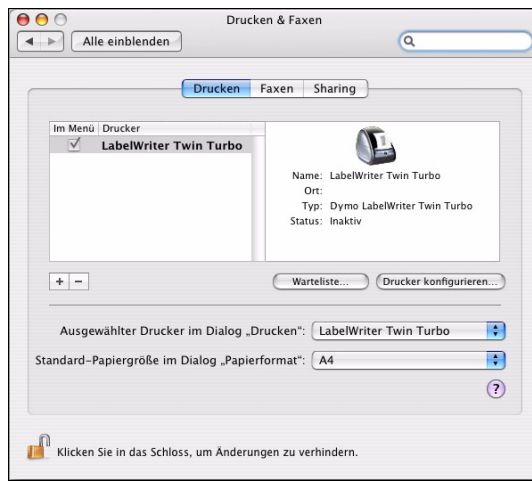 Drucken & Faxen
Alle einblenden
Drucken Faxen Sharing
Im Menü Drucker
LabelWriter Twin Turbo
Name: LabelWriter Twin Turbo
Ort:
Typ: Dymo LabelWriter Twin Turbo
Status: Inaktiv
+ −
Warteliste... Drucker konfigurieren...
Ausgewählter Drucker im Dialog „Drucken“: LabelWriter Twin Turbo
Standard-Papiergröße im Dialog „Papierformat“: A4
?
Klicken Sie in das Schloss, um Änderungen zu verhindern.